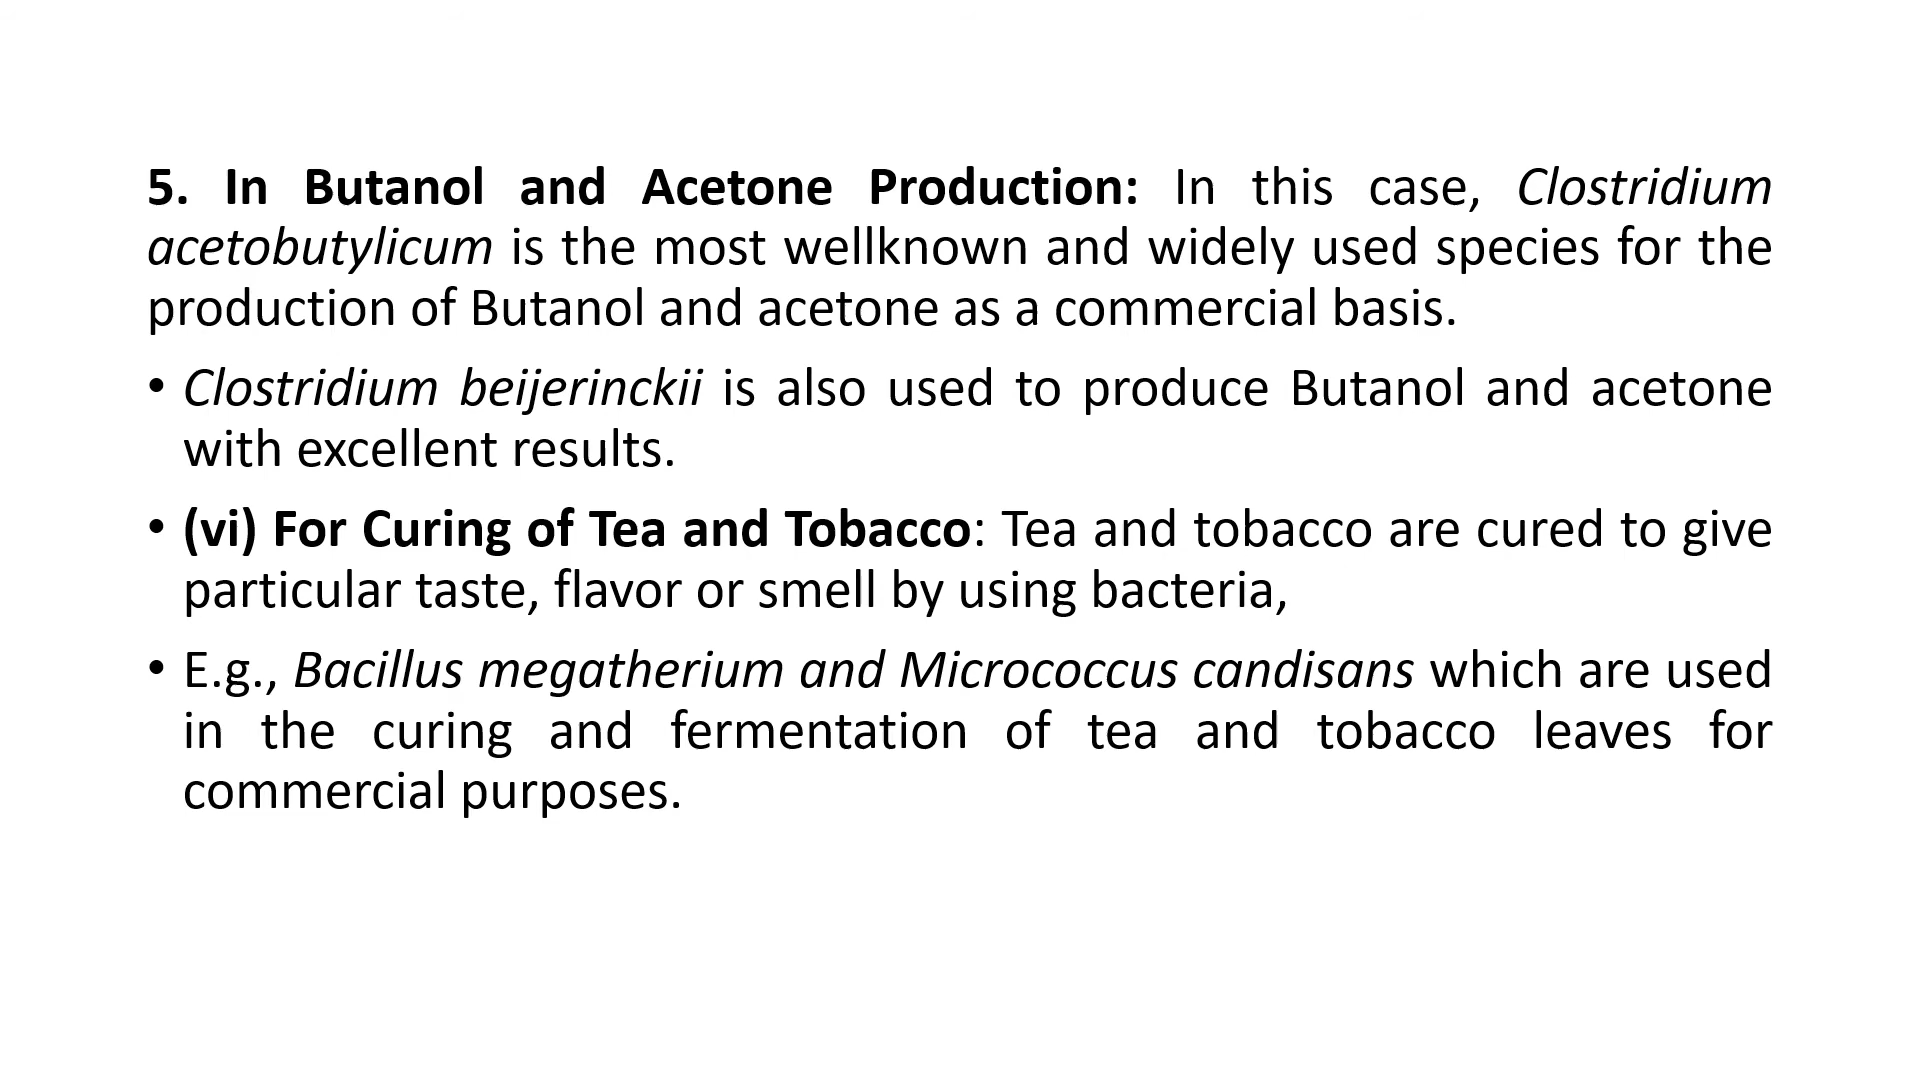 5. In Butanol and Acetone Production: In this case, Clostridium
acetobutylicum is the most wellknown and widely used species for the
production of Butanol and acetone as a commercial basis.
• Clostridium beijerinckii is also used to produce Butanol and acetone
with excellent results.
• (vi) For Curing of Tea and Tobacco: Tea and tobacco are cured to give
particular taste, flavor or smell by using bacteria,
• E.g., Bacillus megatherium and Micrococcus candisans which are used
in the curing and fermentation of tea and tobacco leaves for
commercial purposes.